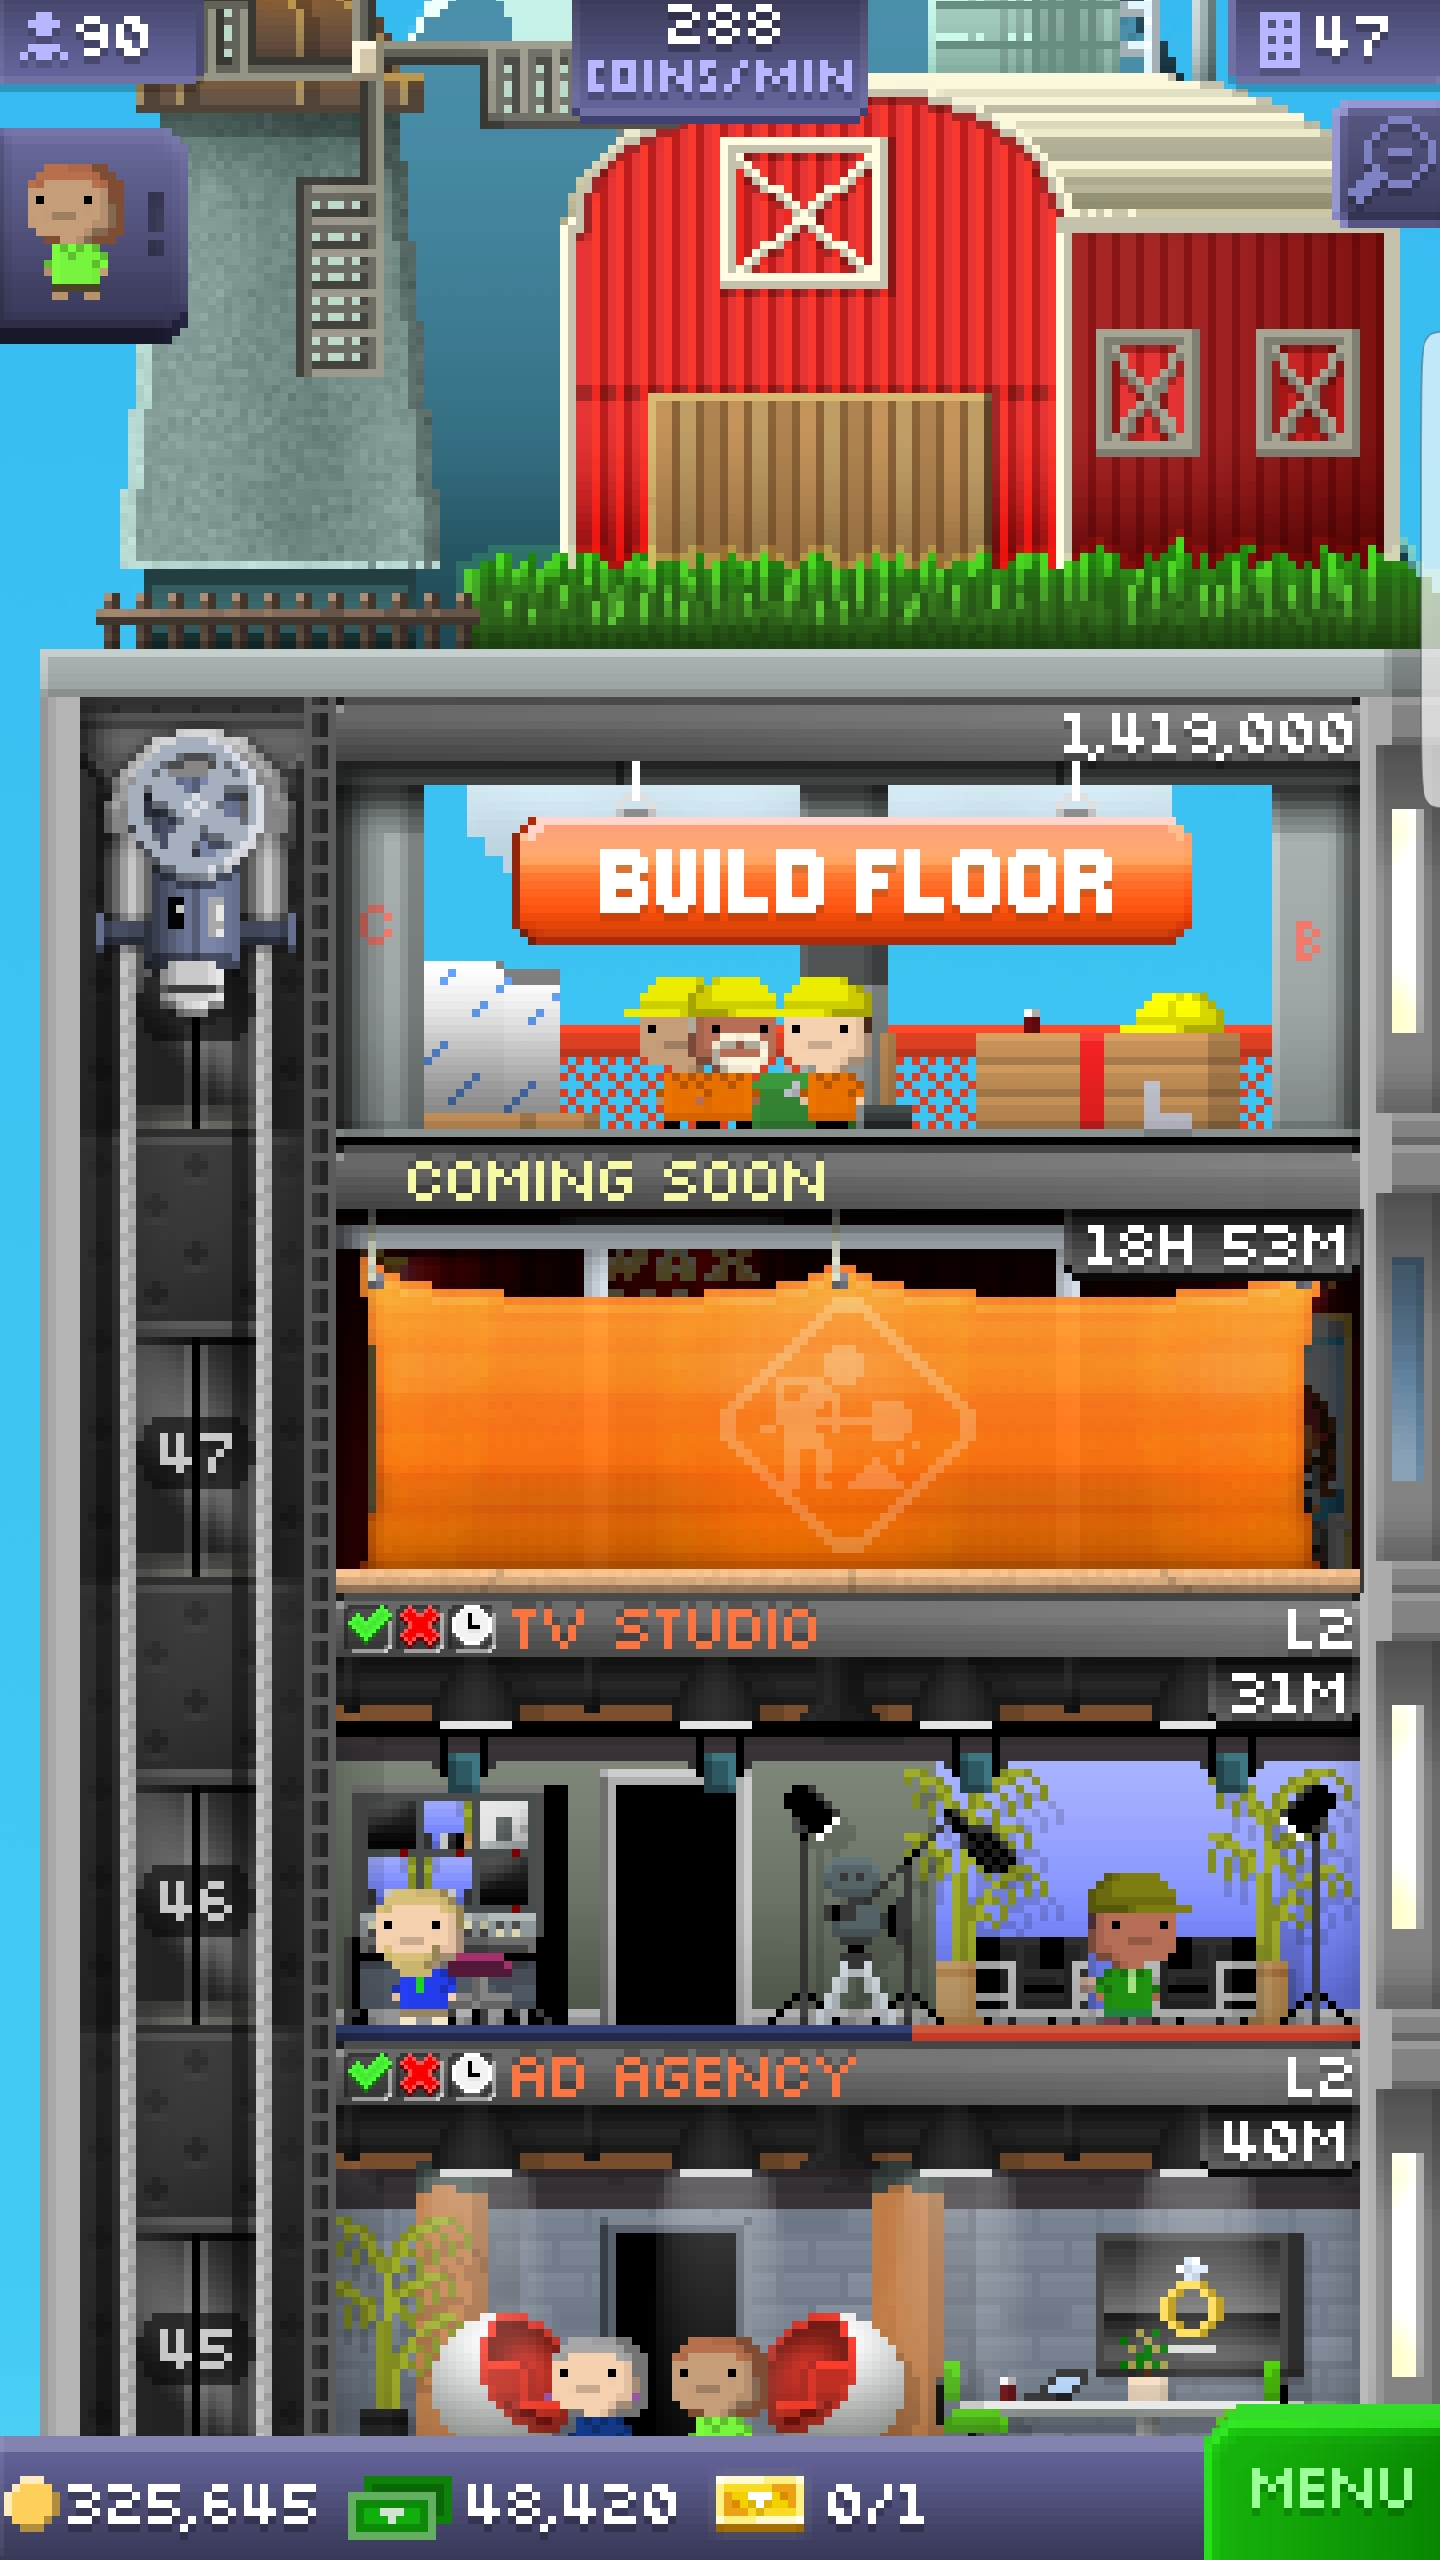 90
288
COINS/MIN
47
!
1,419,000
BUILD FLOOR
C
B
COMING SOON
18H 53M
WAX
47
TV STUDIO
L2
31M
46
AD AGENCY
L2
40M
45
325,645
48,420
0/1
MENU